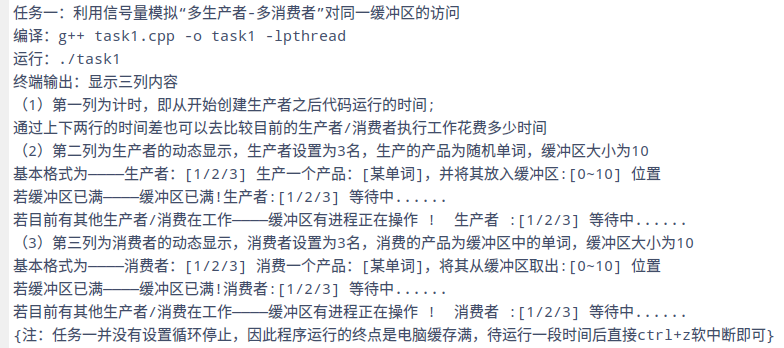 任务一：利用信号量模拟“多生产者-多消费者”对同一缓冲区的访问
编译：g++ task1.cpp -o task1 -lpthread
运行：./task1
终端输出：显示三列内容
（1）第一列为计时，即从开始创建生产者之后代码运行的时间；
通过上下两行的时间差也可以去比较目前的生产者/消费者执行工作花费多少时间
（2）第二列为生产者的动态显示，生产者设置为3名，生产的产品为随机单词，缓冲区大小为10
基本格式为————生产者：[1/2/3] 生产一个产品：[某单词]，并将其放入缓冲区:[0~10] 位置
若缓冲区已满————缓冲区已满!生产者:[1/2/3] 等待中......
若目前有其他生产者/消费在工作————缓冲区有进程正在操作 ！ 生产者 :[1/2/3] 等待中......
（3）第三列为消费者的动态显示，消费者设置为3名，消费的产品为缓冲区中的单词，缓冲区大小为10
基本格式为————消费者：[1/2/3] 消费一个产品：[某单词]，将其从缓冲区取出:[0~10] 位置
若缓冲区已满————缓冲区已满!消费者:[1/2/3] 等待中......
若目前有其他生产者/消费在工作————缓冲区有进程正在操作 ！ 消费者 :[1/2/3] 等待中......
{注：任务一并没有设置循环停止，因此程序运行的终点是电脑缓存满，待运行一段时间后直接ctrl+z软中断即可}